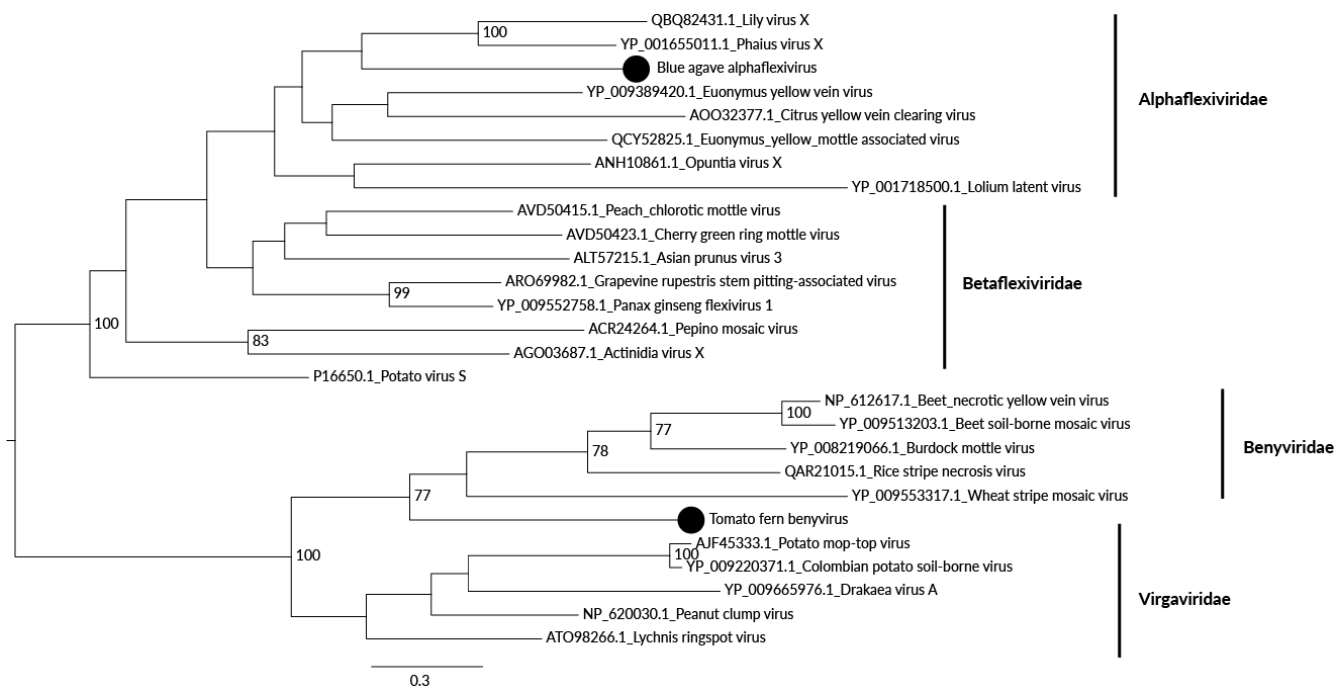 QBQ82431.1_Lily virus X
100
YP_001655011.1_Phaius virus X
Blue agave alphaflexivirus
YP_009389420.1_Euonymus yellow vein virus
Alphaflexiviridae
AOO32377.1_Citrus yellow vein clearing virus
QCY52825.1_Euonymus_yellow_mottle associated virus
ANH10861.1_Opuntia virus X
YP_001718500.1_Lolium latent virus
AVD50415.1_Peach_chlorotic mottle virus
AVD50423.1_Cherry green ring mottle virus
ALT57215.1_Asian prunus virus 3
ARO69982.1_Grapevine rupestris stem pitting-associated virus
Betaflexiviridae
99
YP_009552758.1_Panax ginseng flexivirus 1
100
ACR24264.1_Pepino mosaic virus
83
AGO03687.1_Actinidia virus X
P16650.1_Potato virus S
NP_612617.1_Beet_necrotic yellow vein virus
100
YP_009513203.1_Beet soil-borne mosaic virus
77
YP_008219066.1_Burdock mottle virus
Benyviridae
78
QAR21015.1_Rice stripe necrosis virus
77
YP_009553317.1_Wheat stripe mosaic virus
Tomato fern benyvirus
AJF45333.1_Potato mop-top virus
100
100
YP_009220371.1_Colombian potato soil-borne virus
YP_009665976.1_Drakaea virus A
Virgaviridae
NP_620030.1_Peanut clump virus
ATO98266.1_Lychnis ringspot virus
0.3